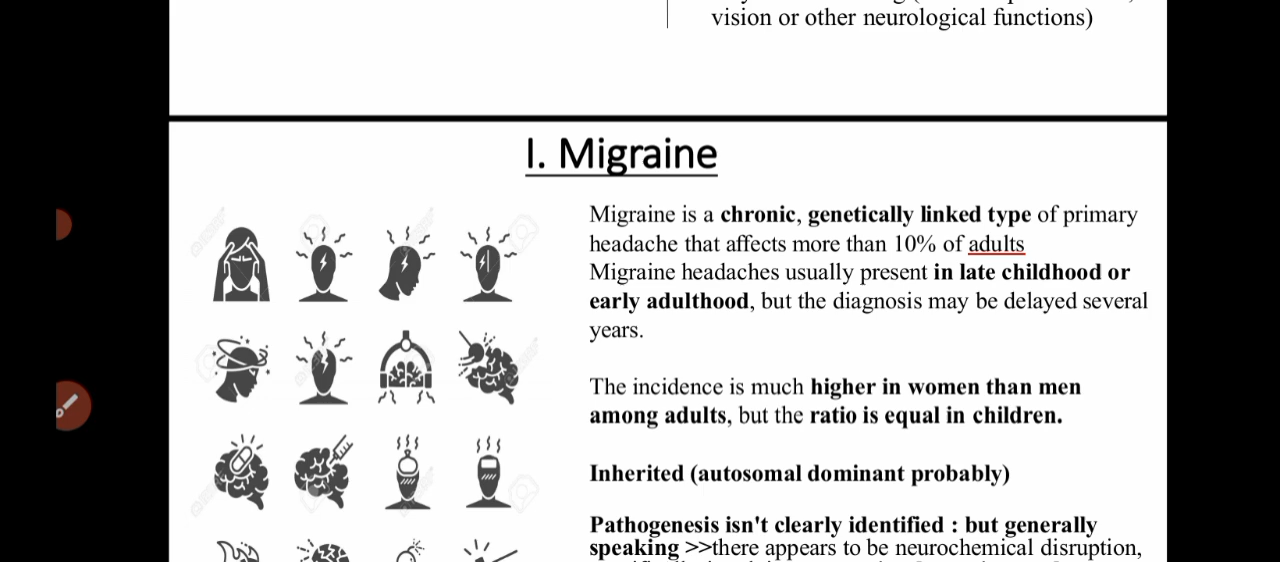 vision or other neurological functions)
I. Migraine
Migraine is a chronic, genetically linked type of primary
headache that affects more than 10% of adults
Migraine headaches usually present in late childhood or
early adulthood, but the diagnosis may be delayed several
years.
The incidence is much higher in women than men
among adults, but the ratio is equal in children.
Inherited (autosomal dominant probably)
Pathogenesis isn't clearly identified : but generally
speaking >>there appears to be neurochemical disruption,